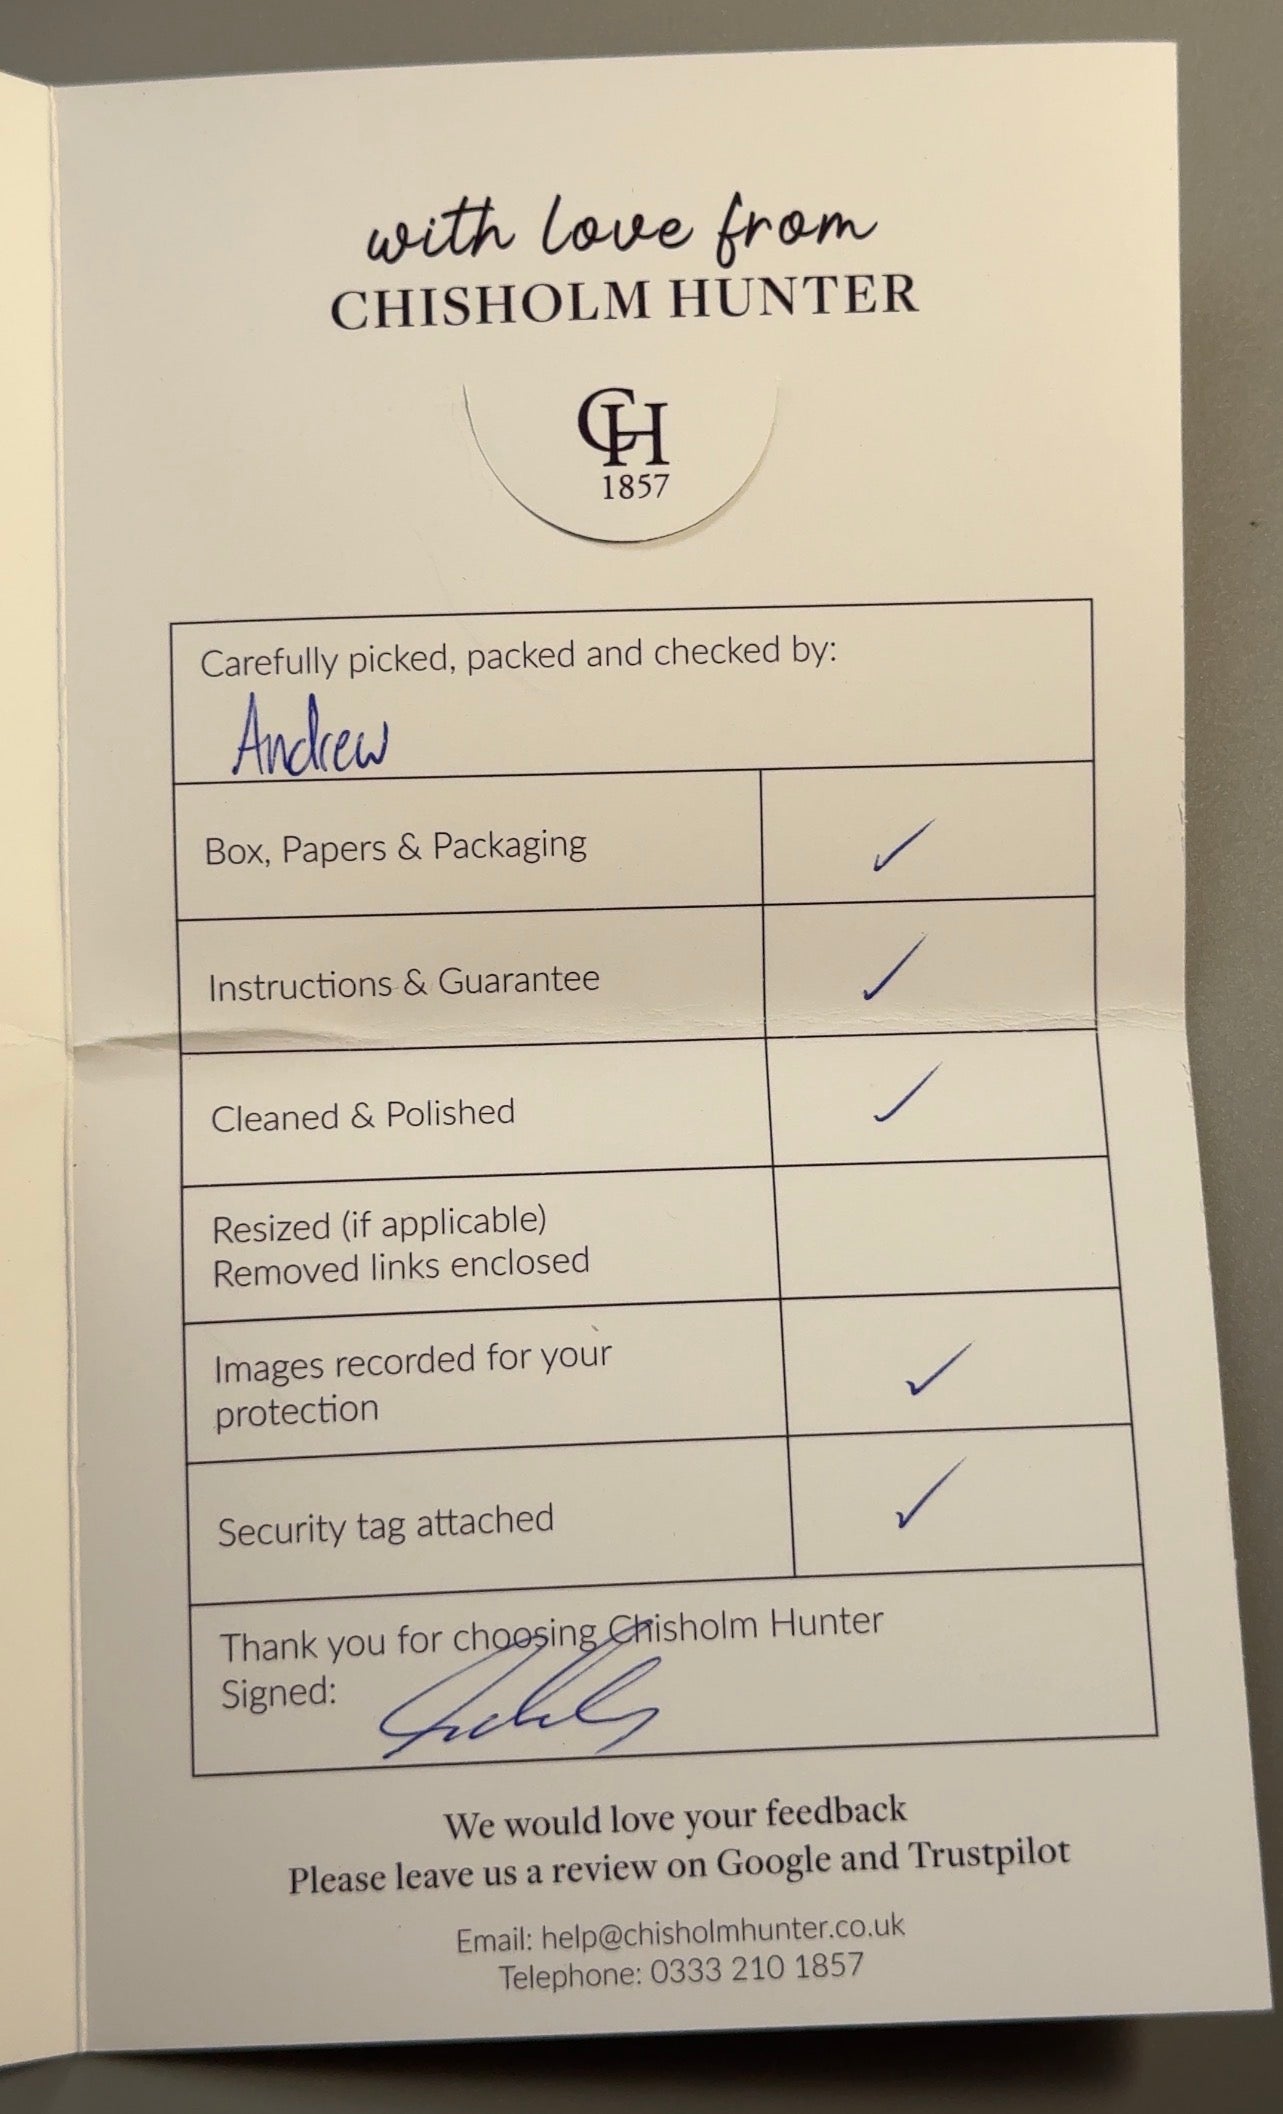 with love from
CHISHOLM HUNTER
CH
1857
Carefully picked, packed and checked by:
Andrew
Box, Papers & Packaging ✓
Instructions & Guarantee ✓
Cleaned & Polished ✓
Resized (if applicable)
Removed links enclosed
Images recorded for your
protection ✓
Security tag attached ✓
Thank you for choosing Chisholm Hunter
Signed:
We would love your feedback
Please leave us a review on Google and Trustpilot
Email: help@chisholmhunter.co.uk
Telephone: 0333 210 1857